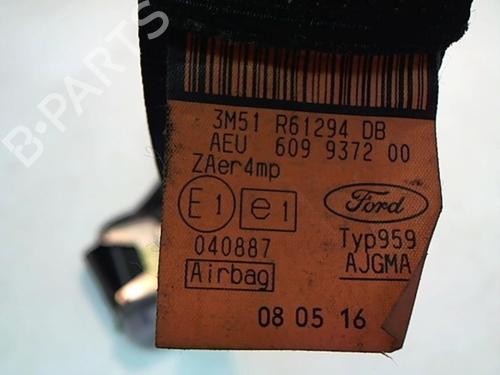 B-PARTS
3M51 R61294 DB
AEU 609 9372 00
ZAer4mp
E1 e1
Ford
040887
Typ959
Airbag
AJGMA
08 05 16